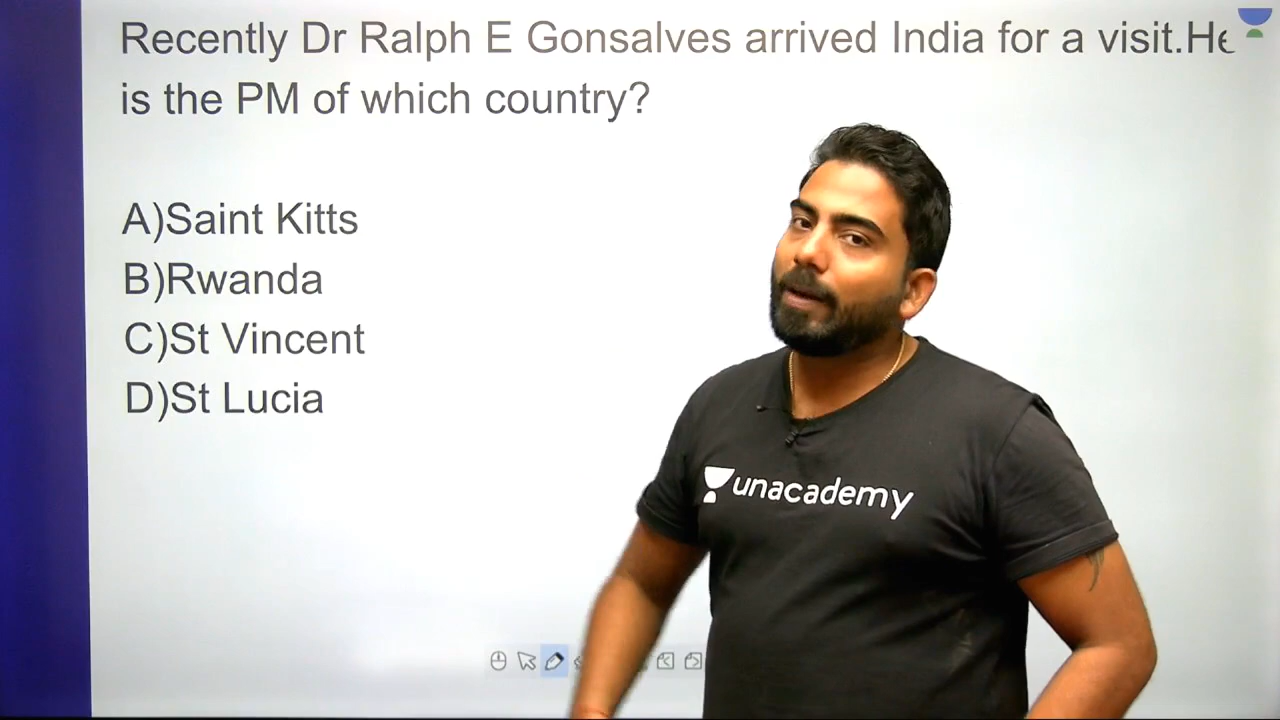 Recently Dr Ralph E Gonsalves arrived India for a visit.He
is the PM of which country?
A)Saint Kitts
B)Rwanda
C)St Vincent
D)St Lucia
unacademy